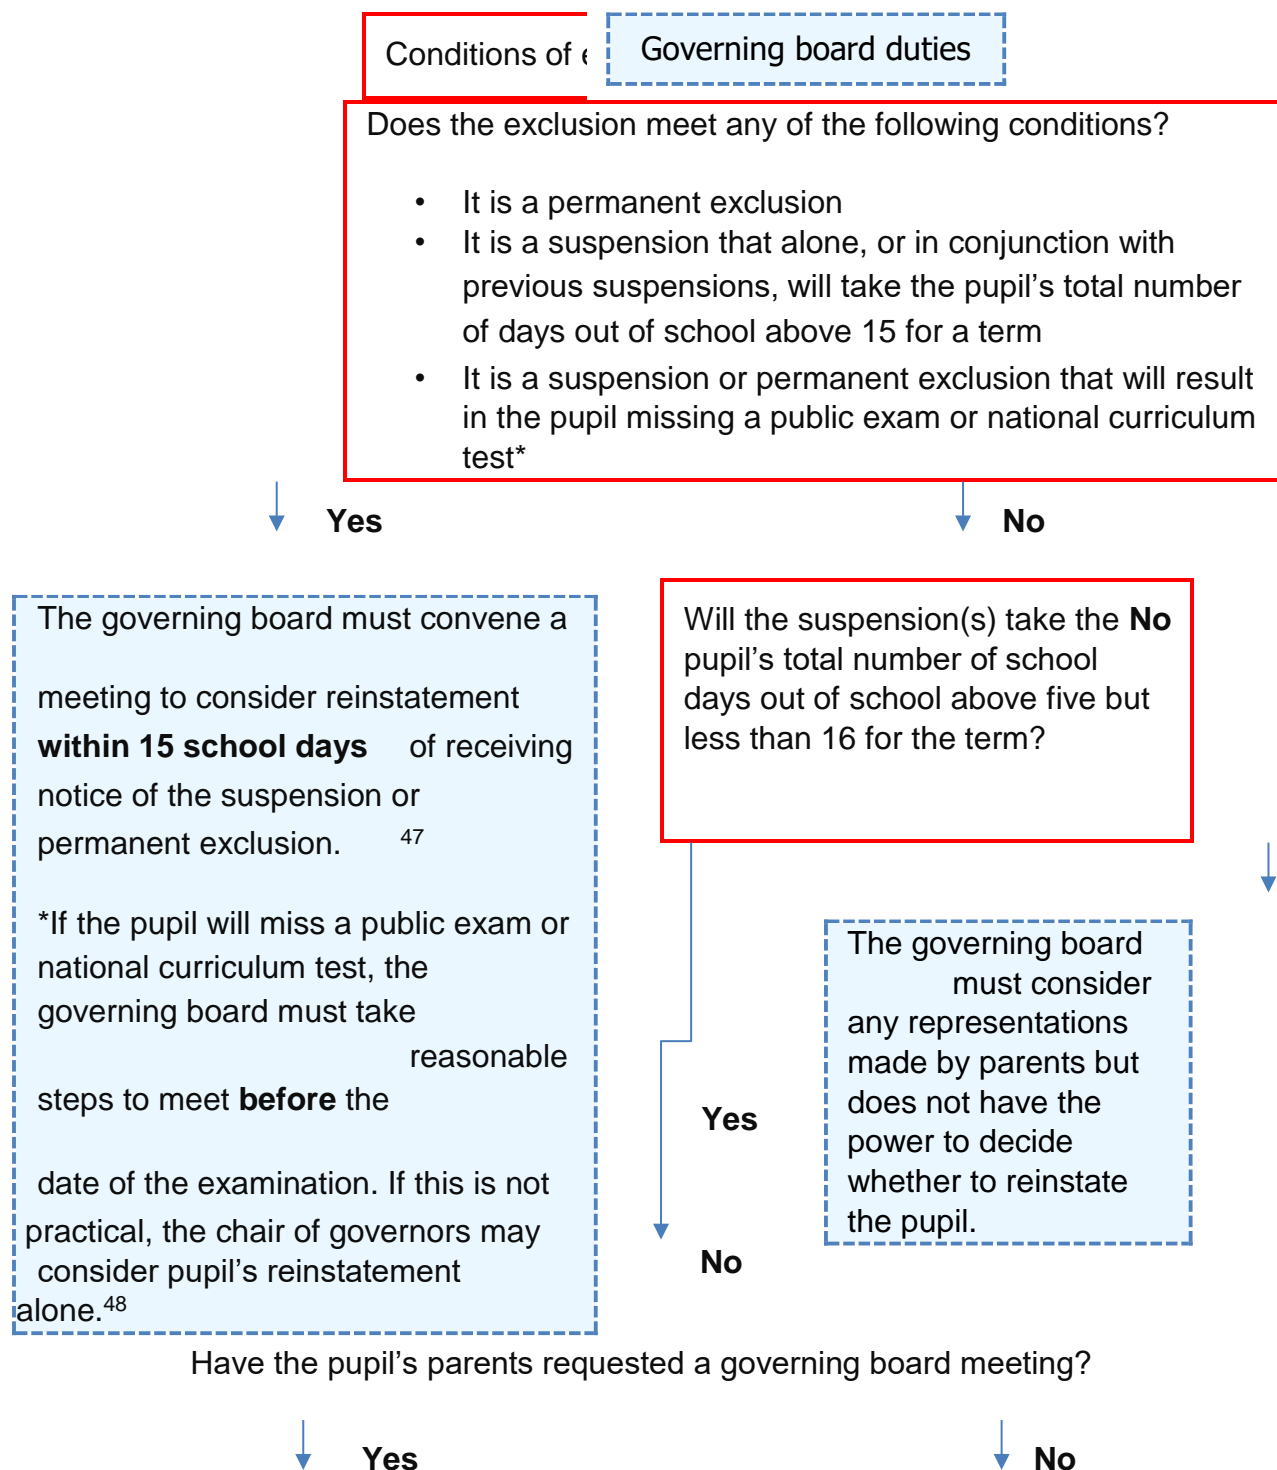 Conditions of e
Governing board duties
Does the exclusion meet any of the following conditions?
• It is a permanent exclusion
• It is a suspension that alone, or in conjunction with
previous suspensions, will take the pupil’s total number
of days out of school above 15 for a term
• It is a suspension or permanent exclusion that will result
in the pupil missing a public exam or national curriculum
test*
Yes
No
The governing board must convene a
meeting to consider reinstatement
within 15 school days of receiving
notice of the suspension or
permanent exclusion. 47
*If the pupil will miss a public exam or
national curriculum test, the
governing board must take
reasonable
steps to meet before the
date of the examination. If this is not
practical, the chair of governors may
consider pupil’s reinstatement
alone.48
Will the suspension(s) take the No
pupil’s total number of school
days out of school above five but
less than 16 for the term?
The governing board
must consider
any representations
made by parents but
does not have the
power to decide
whether to reinstate
the pupil.
Yes
No
Have the pupil’s parents requested a governing board meeting?
Yes
No